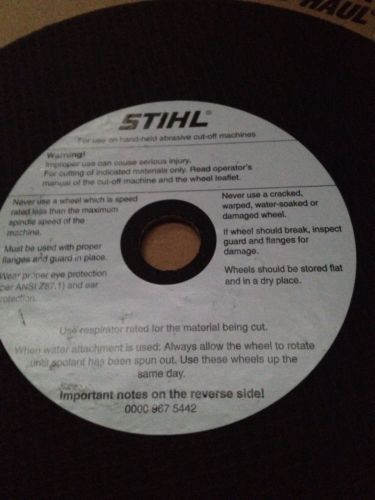 HAUL
STIHL®
For use on hand-held abrasive cut-off machines
Warning!
Improper use can cause serious injury.
For cutting of indicated materials only. Read operator's
manual of the cut-off machine and the wheel leaflet.
Never use a wheel which is speed
rated less than the maximum
spindle speed of the
machine.
Must be used with proper
flanges and guard in place.
Wear proper eye protection
per ANSI Z87.1) and ear
protection.
Never use a cracked,
warped, water-soaked or
damaged wheel.
If wheel should break, inspect
guard and flanges for
damage.
Wheels should be stored flat
and in a dry place.
Use respirator rated for the material being cut.
When water attachment is used: Always allow the wheel to rotate
until coolant has been spun out. Use these wheels up the
same day.
Important notes on the reverse side!
0000 967 5442